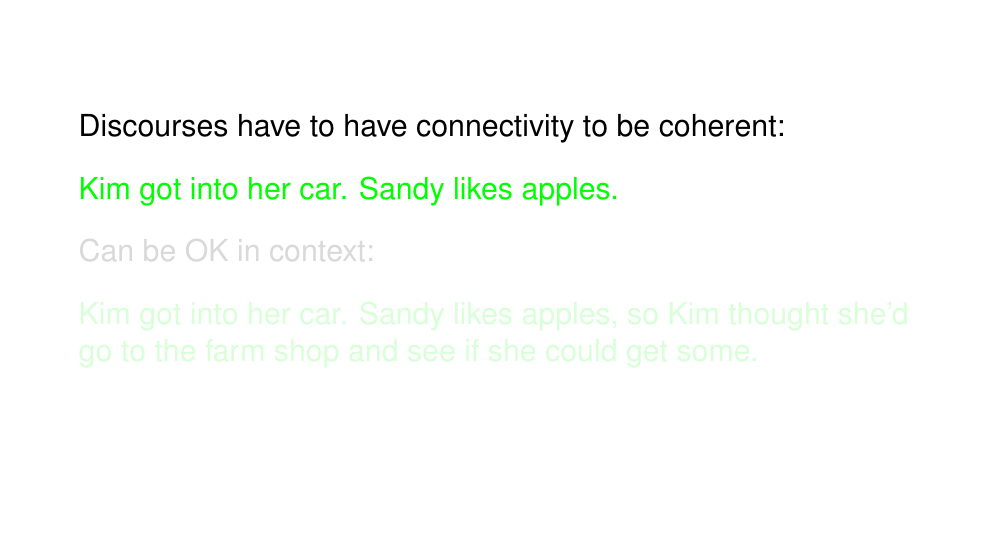 Discourses have to have connectivity to be coherent:
Kim got into her car. Sandy likes apples.
Can be OK in context:
Kim got into her car. Sandy likes apples, so Kim thought she’d
go to the farm shop and see if she could get some.